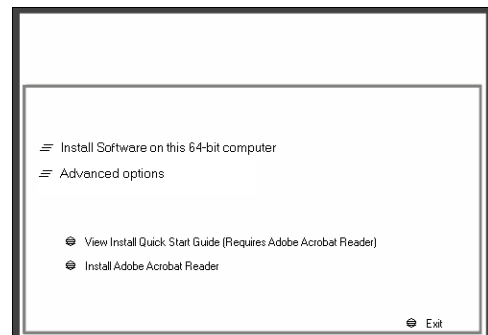 Install Software on this 64-bit computer
Advanced options
View Install Quick Start Guide (Requires Adobe Acrobat Reader)
Install Adobe Acrobat Reader
Exit